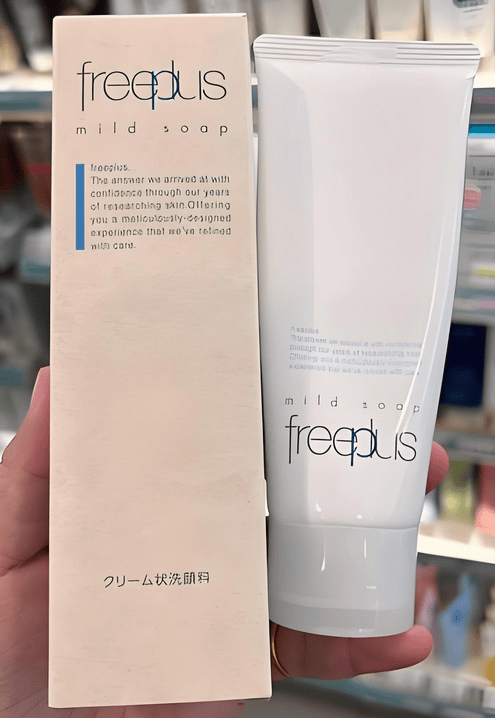 freeplus
mild soap
freeplus.
The answer we arrived at with
confidence through our years
of researching skin. Offering
you a meticulously-designed
experience that we've refined
with care.
クリーム状洗顔料
mild soap
freeplus